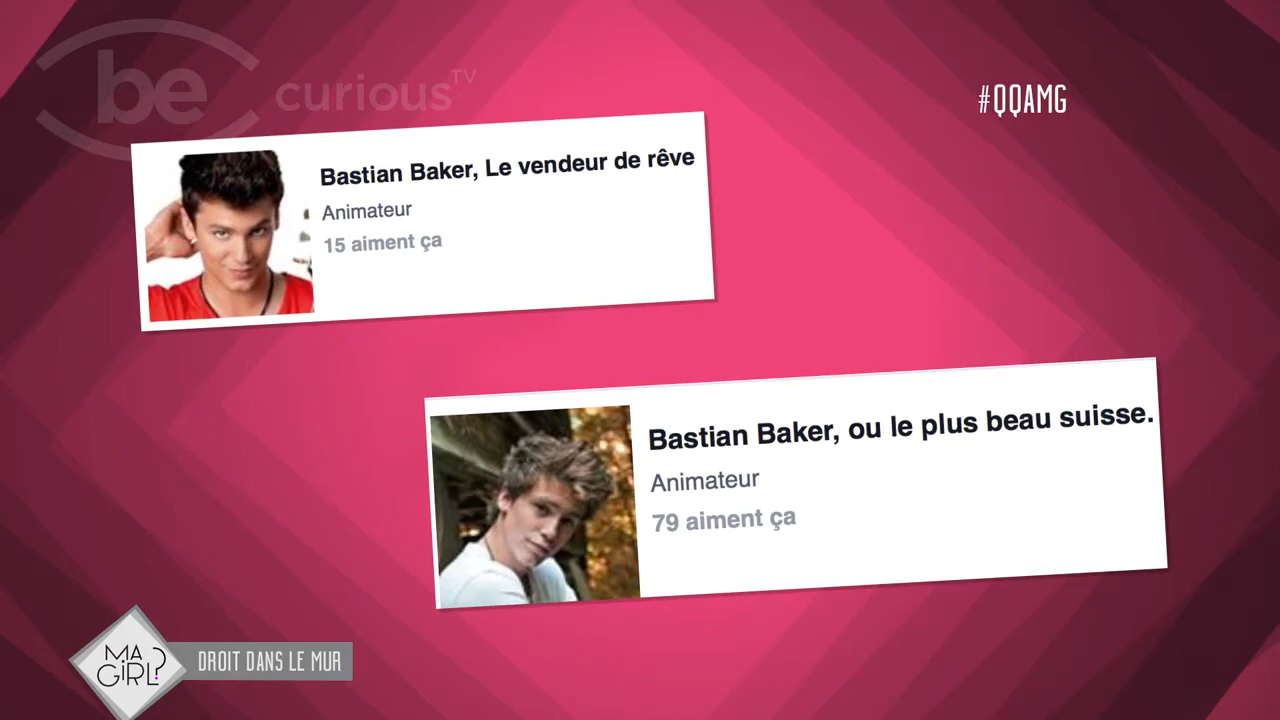 be curious TV
#QQAMG
Bastian Baker, Le vendeur de rêve
Animateur
15 aiment ça
Bastian Baker, ou le plus beau suisse.
Animateur
79 aiment ça
MA
GiRL?
DROIT DANS LE MUR